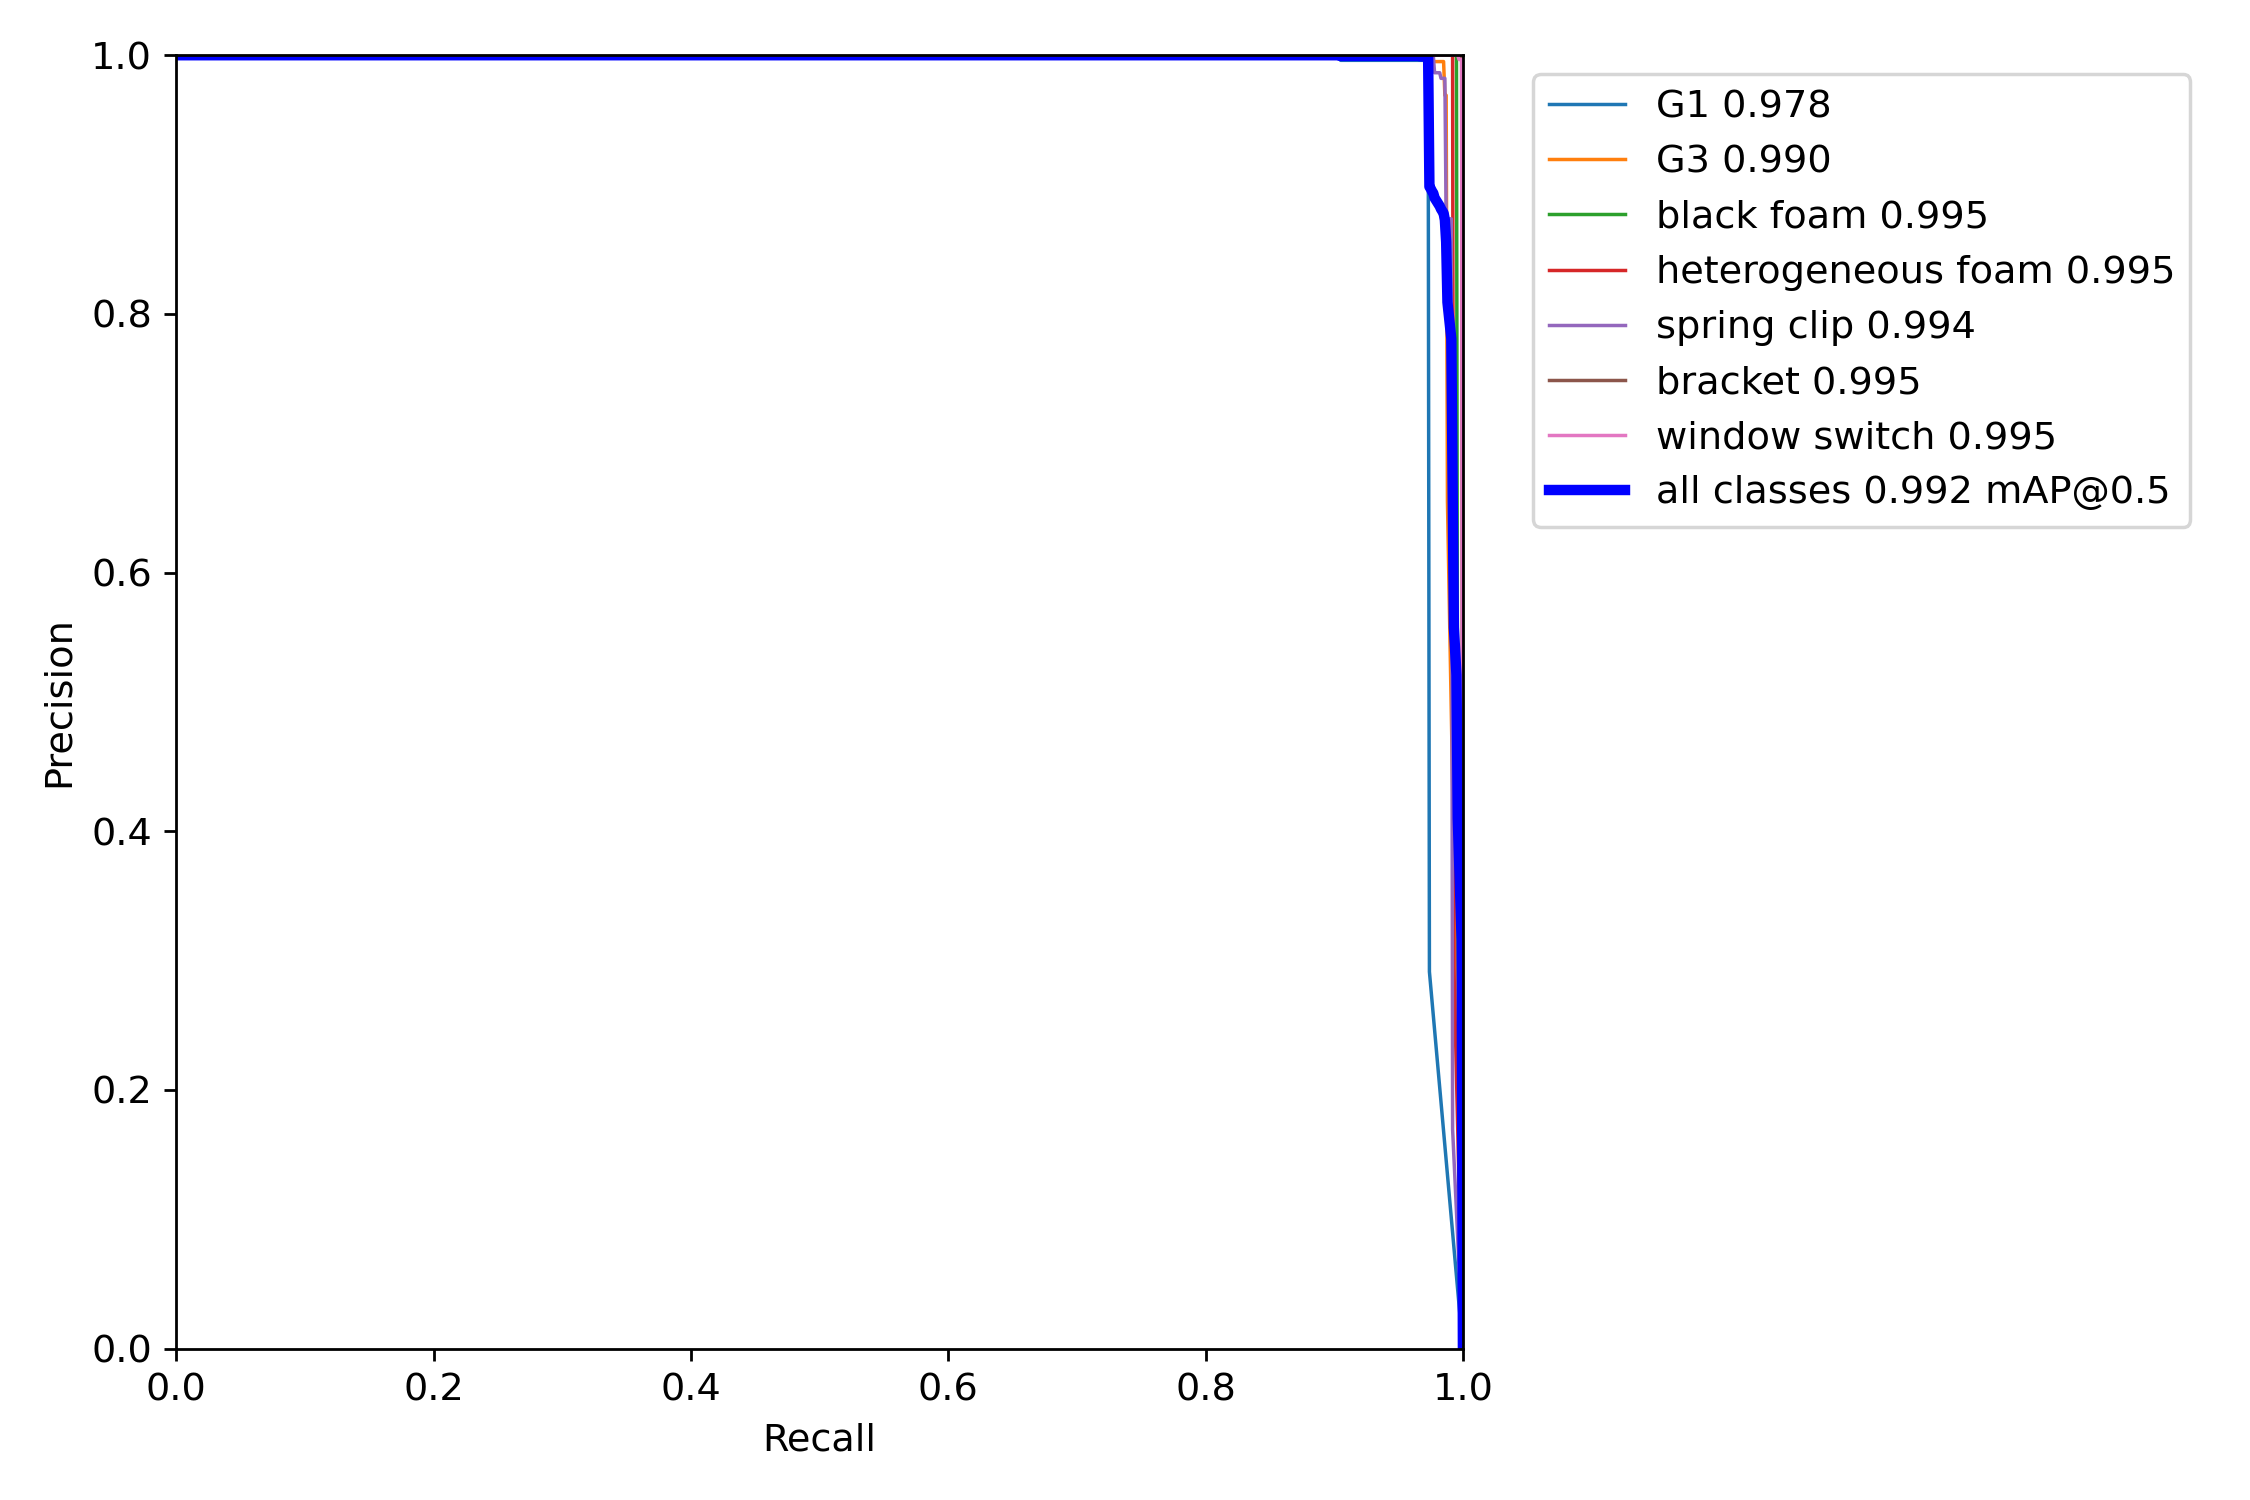 1.0
0.8
0.6
0.4
0.2
0.0
0.0 0.2 0.4 0.6 0.8 1.0
Precision
Recall
G1 0.978
G3 0.990
black foam 0.995
heterogeneous foam 0.995
spring clip 0.994
bracket 0.995
window switch 0.995
all classes 0.992 mAP@0.5